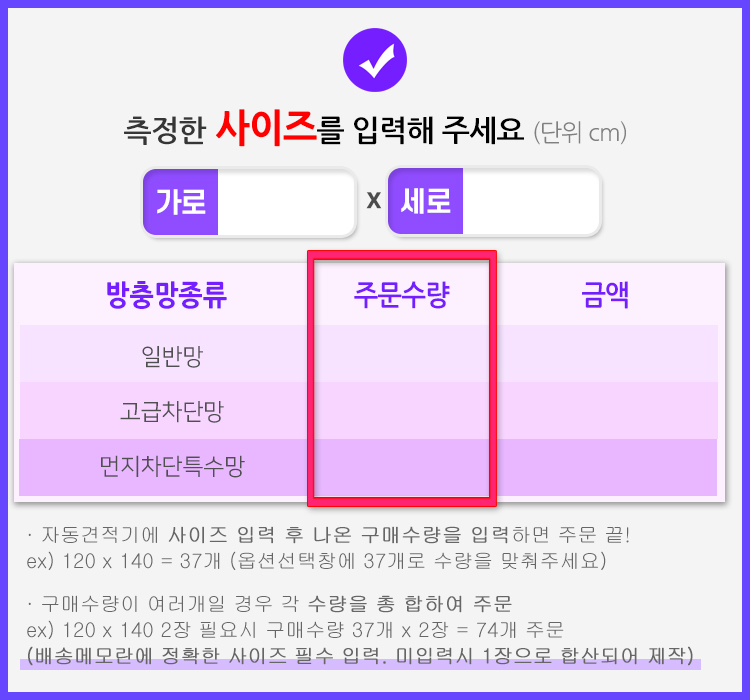 측정한 사이즈를 입력해 주세요 (단위 cm)
가로 x 세로
방충망종류 주문수량 금액
일반망
고급차단망
먼지차단특수망
· 자동견적기에 사이즈 입력 후 나온 구매수량을 입력하면 주문 끝!
ex) 120 x 140 = 37개 (옵션선택창에 37개로 수량을 맞춰주세요)
· 구매수량이 여러개일 경우 각 수량을 총 합하여 주문
ex) 120 x 140 2장 필요시 구매수량 37개 x 2장 = 74개 주문
(배송메모란에 정확한 사이즈 필수 입력. 미입력시 1장으로 합산되어 제작)